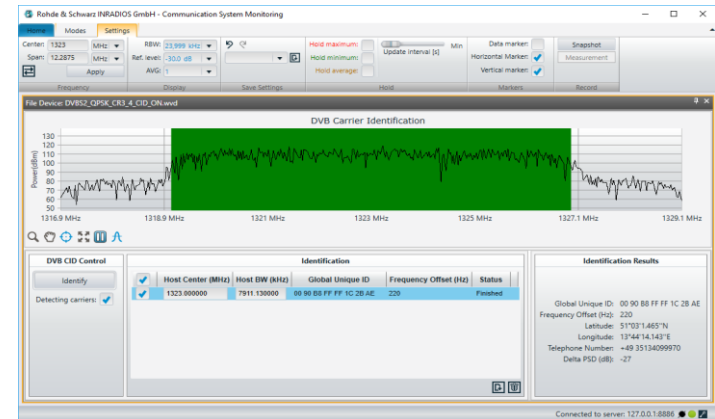 Rohde & Schwarz INRADIOS GmbH - Communication System Monitoring
Home Modes Settings
Center: 1323 MHz RBW: 23,999 kHz Hold maximum: Min Data marker: Snapshot
Span: 12.2875 MHz Ref. level: -30.0 dB Hold minimum: Update interval [s] Horizontal Marker: Measurement
Apply AVG: 1 Hold average: Vertical marker:
Frequency Display Save Settings Hold Markers Record
File Device: DVBS2_QPSK_CR3_4_CID_ON.wvd
DVB Carrier Identification
Power(dBm)
130
120
110
100
90
80
70
60
50
1316.9 MHz 1318.9 MHz 1321 MHz 1323 MHz 1325 MHz 1327.1 MHz 1329.1 MHz
DVB CID Control Identification Identification Results
Identify Host Center (MHz) Host BW (kHz) Global Unique ID Frequency Offset (Hz) Status
Detecting carriers: 1323.000000 7911.130000 00 90 B8 FF FF 1C 2B AE 220 Finished
Global Unique ID: 00 90 B8 FF FF 1C 2B AE
Frequency Offset (Hz): 220
Latitude: 51°03'1.465''N
Longitude: 13°44'14.143''E
Telephone Number: +49 35134099970
Delta PSD (dB): -27
Connected to server: 127.0.0.1:8886